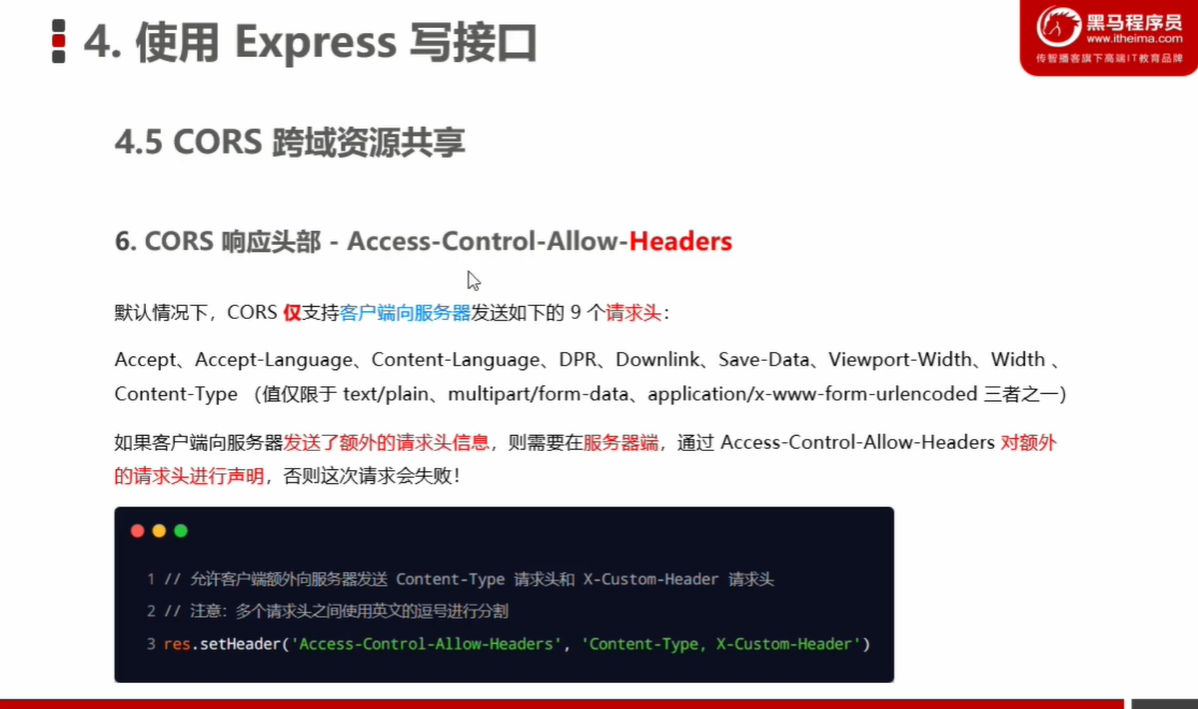 4. 使用 Express 写接口
黑马程序员
www.itheima.com
传智播客旗下高端IT教育品牌
4.5 CORS 跨域资源共享
6. CORS 响应头部 - Access-Control-Allow-Headers
默认情况下，CORS 仅支持客户端向服务器发送如下的 9 个请求头：
Accept、Accept-Language、Content-Language、DPR、Downlink、Save-Data、Viewport-Width、Width 、
Content-Type （值仅限于 text/plain、multipart/form-data、application/x-www-form-urlencoded 三者之一）
如果客户端向服务器发送了额外的请求头信息，则需要在服务器端，通过 Access-Control-Allow-Headers 对额外
的请求头进行声明，否则这次请求会失败！
1 // 允许客户端额外向服务器发送 Content-Type 请求头和 X-Custom-Header 请求头
2 // 注意：多个请求头之间使用英文的逗号进行分割
3 res.setHeader('Access-Control-Allow-Headers', 'Content-Type, X-Custom-Header')